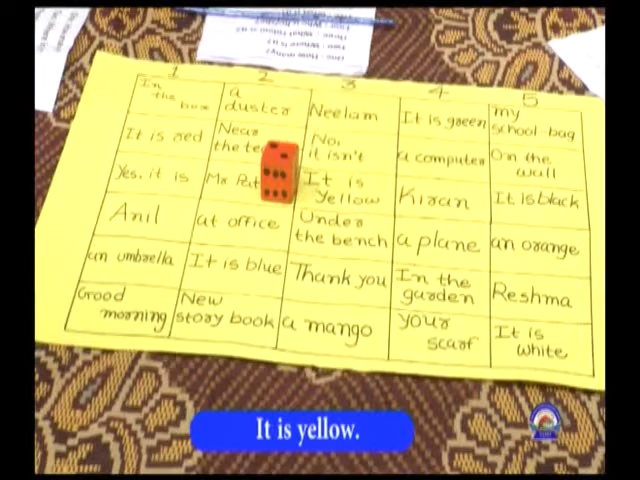 1 2 3 4 5
In the box
a duster
Neelam
It is green
my school-bag
It is red
Near the te
No, it isn't
a computer
On the wall
Yes, it is
Mr Pat
It is yellow
Kiran
It is black
Anil
at office
Under the bench
a plane
an orange
an umbrella
It is blue
Thank you
In the garden
Reshma
Good morning
New story book
a mango
your scarf
It is white
It is yellow.